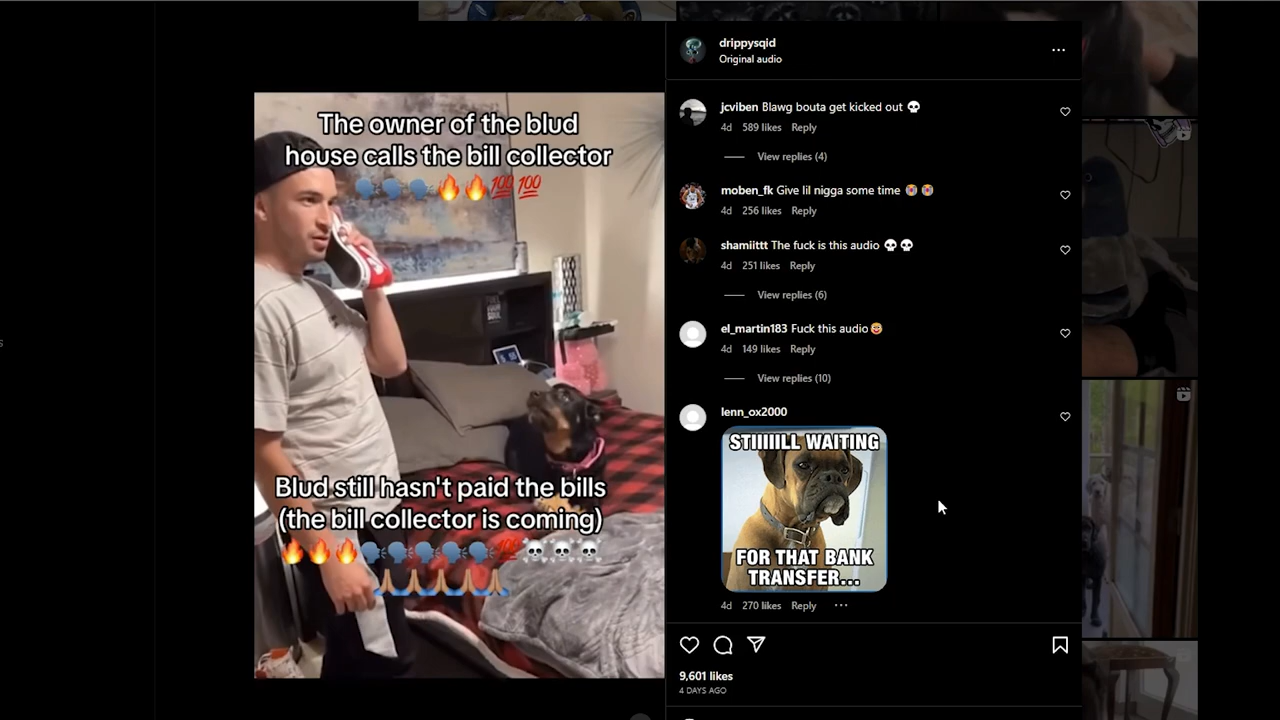 The owner of the blud
house calls the bill collector
🗣️🗣️🗣️🔥🔥💯💯
Blud still hasn't paid the bills
(the bill collector is coming)
🔥🔥🔥🗣️🗣️🗣️🗣️🗣️💯💀💀💀
🙏🏽🙏🏽🙏🏽🙏🏽
drippysqid
Original audio
jcviben Blawg bouta get kicked out 💀
4d 589 likes Reply
View replies (4)
moben_fk Give lil nigga some time 😭😭
4d 256 likes Reply
shamiittt The fuck is this audio 💀💀
4d 251 likes Reply
View replies (6)
el_martin183 Fuck this audio🤬
4d 149 likes Reply
View replies (10)
lenn_ox2000
STIIIIILL WAITING
FOR THAT BANK
TRANSFER...
4d 270 likes Reply
9,601 likes
4 DAYS AGO